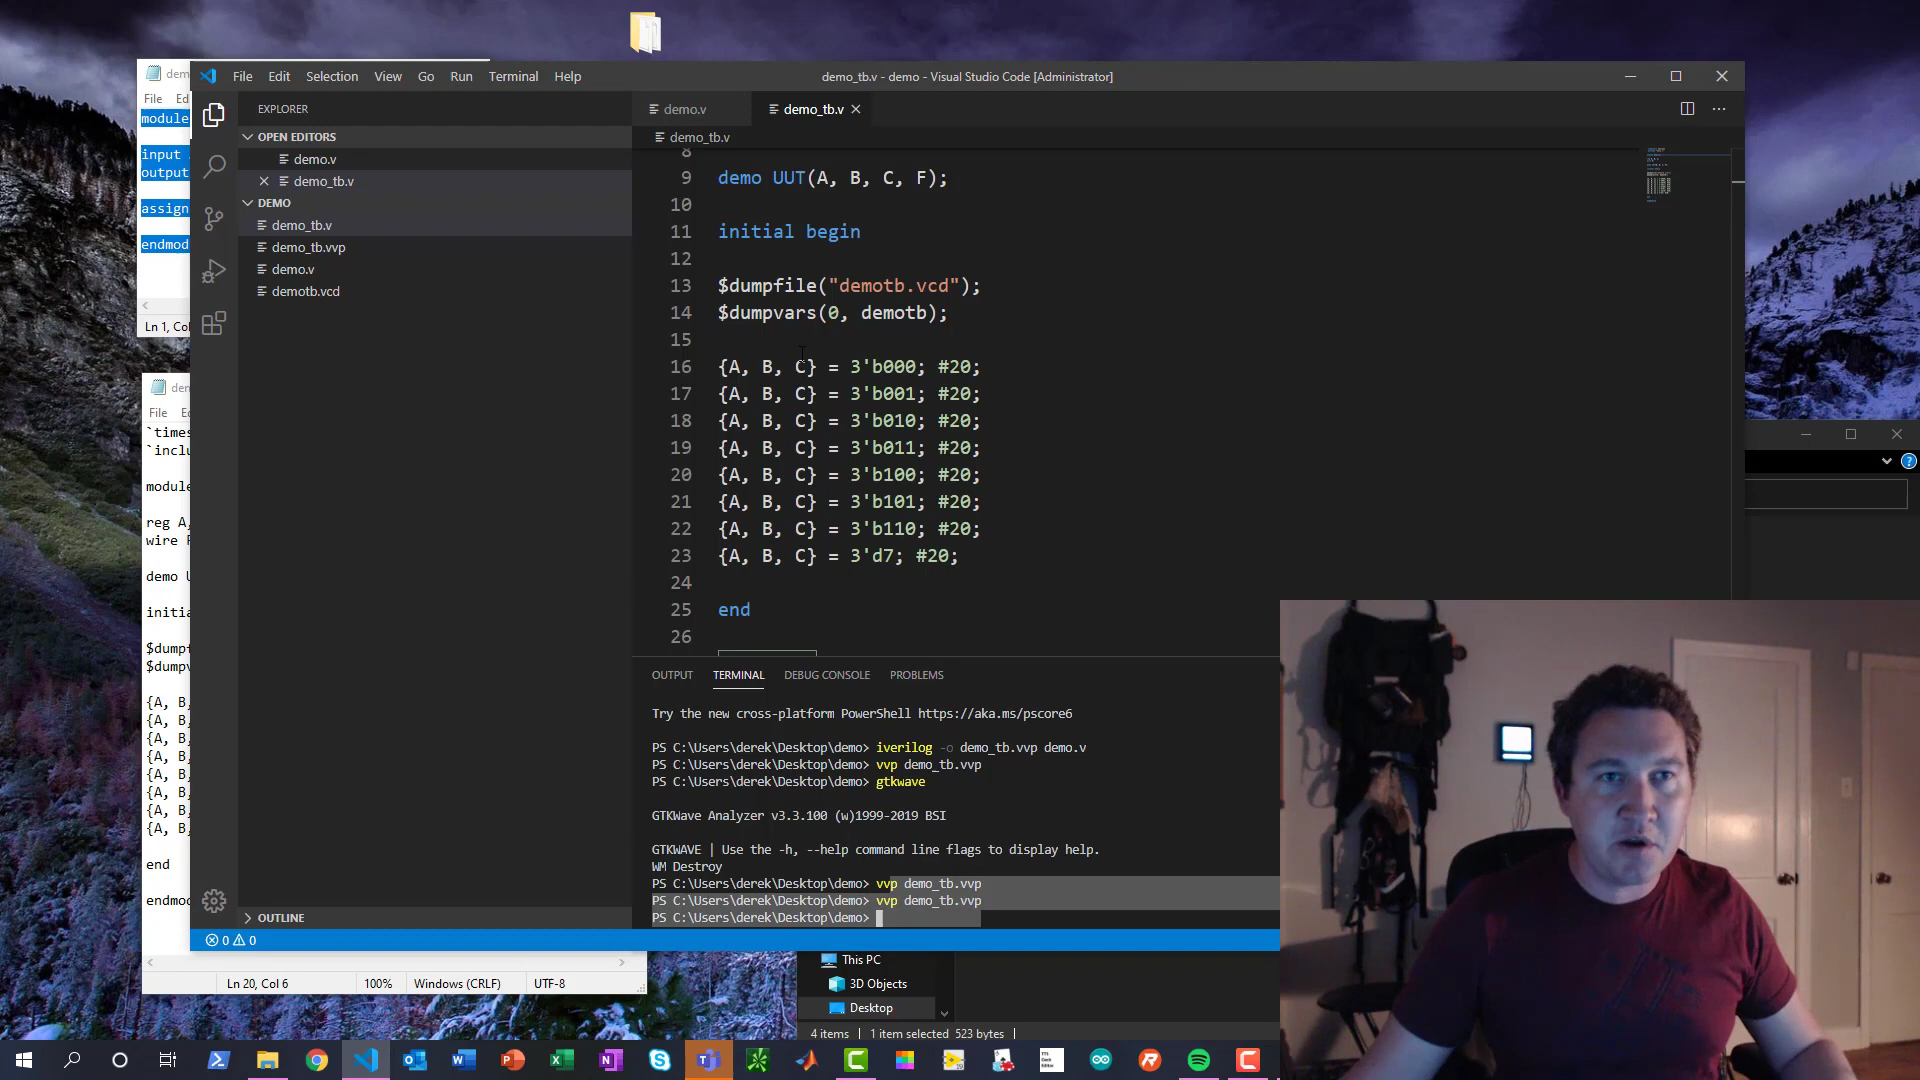 dem
File Ed
module
input
output
assign
endmod
Ln 1, Col
den
File Ed
`times
`inclu
module
reg A,
wire F
demo U
initia
$dumpf
$dumpv
{A, B,
{A, B,
{A, B,
{A, B,
{A, B,
{A, B,
{A, B,
{A, B,
end
endmod
Ln 20, Col 6 100% Windows (CRLF) UTF-8
File Edit Selection View Go Run Terminal Help
demo_tb.v - demo - Visual Studio Code [Administrator]
EXPLORER
OPEN EDITORS
demo.v
demo_tb.v
DEMO
demo_tb.v
demo_tb.vvp
demo.v
demotb.vcd
OUTLINE
0 0
demo.v demo_tb.v
demo_tb.v
8
9 demo UUT(A, B, C, F);
10
11 initial begin
12
13 $dumpfile("demotb.vcd");
14 $dumpvars(0, demotb);
15
16 {A, B, C} = 3'b000; #20;
17 {A, B, C} = 3'b001; #20;
18 {A, B, C} = 3'b010; #20;
19 {A, B, C} = 3'b011; #20;
20 {A, B, C} = 3'b100; #20;
21 {A, B, C} = 3'b101; #20;
22 {A, B, C} = 3'b110; #20;
23 {A, B, C} = 3'd7; #20;
24
25 end
26
OUTPUT TERMINAL DEBUG CONSOLE PROBLEMS
Try the new cross-platform PowerShell https://aka.ms/pscore6
PS C:\Users\derek\Desktop\demo> iverilog -o demo_tb.vvp demo.v
PS C:\Users\derek\Desktop\demo> vvp demo_tb.vvp
PS C:\Users\derek\Desktop\demo> gtkwave
GTKWave Analyzer v3.3.100 (w)1999-2019 BSI
GTKWAVE | Use the -h, --help command line flags to display help.
WM Destroy
PS C:\Users\derek\Desktop\demo> vvp demo_tb.vvp
PS C:\Users\derek\Desktop\demo> vvp demo_tb.vvp
PS C:\Users\derek\Desktop\demo>
This PC
3D Objects
Desktop
4 items 1 item selected 523 bytes